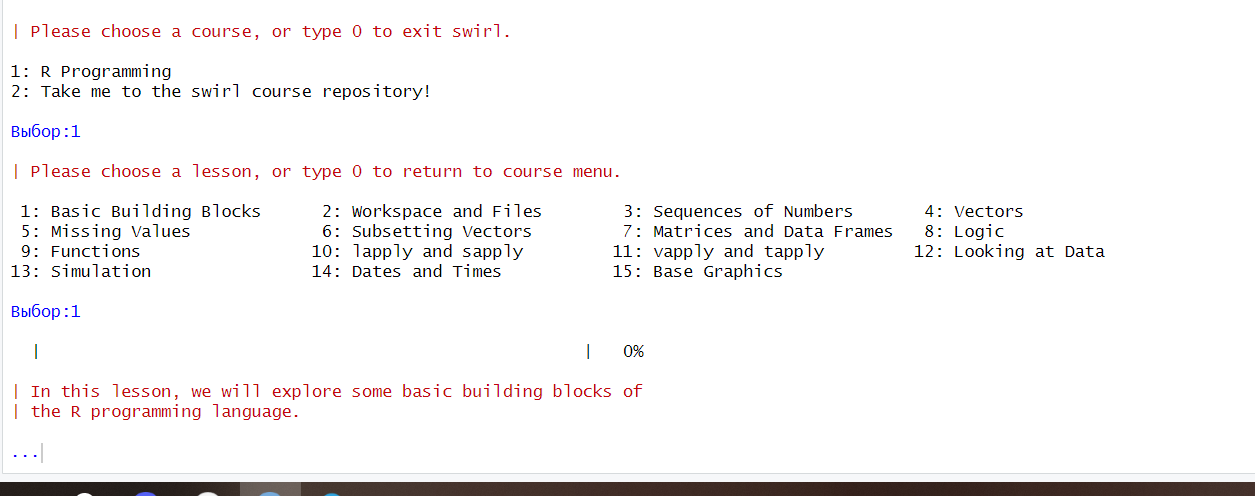 | Please choose a course, or type 0 to exit swirl.
1: R Programming
2: Take me to the swirl course repository!
Выбор:1
| Please choose a lesson, or type 0 to return to course menu.
1: Basic Building Blocks 2: Workspace and Files 3: Sequences of Numbers 4: Vectors
5: Missing Values 6: Subsetting Vectors 7: Matrices and Data Frames 8: Logic
9: Functions 10: lapply and sapply 11: vapply and tapply 12: Looking at Data
13: Simulation 14: Dates and Times 15: Base Graphics
Выбор:1
| | 0%
| In this lesson, we will explore some basic building blocks of
| the R programming language.
...